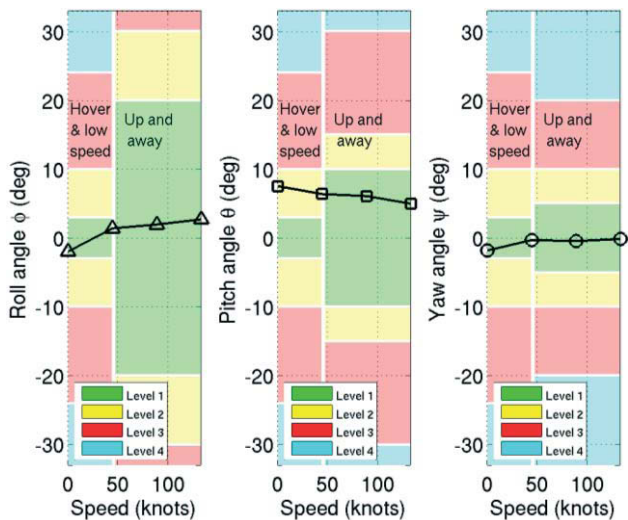 30
20
10
0
-10
-20
-30
Roll angle ϕ (deg)
Hover
& low
speed
Up and
away
Level 1
Level 2
Level 3
Level 4
0
50
100
Speed (knots)
30
20
10
0
-10
-20
-30
Pitch angle θ (deg)
Hover
& low
speed
Up and
away
Level 1
Level 2
Level 3
Level 4
0
50
100
Speed (knots)
30
20
10
0
-10
-20
-30
Yaw angle ψ (deg)
Hover
& low
speed
Up and
away
Level 1
Level 2
Level 3
Level 4
0
50
100
Speed (knots)